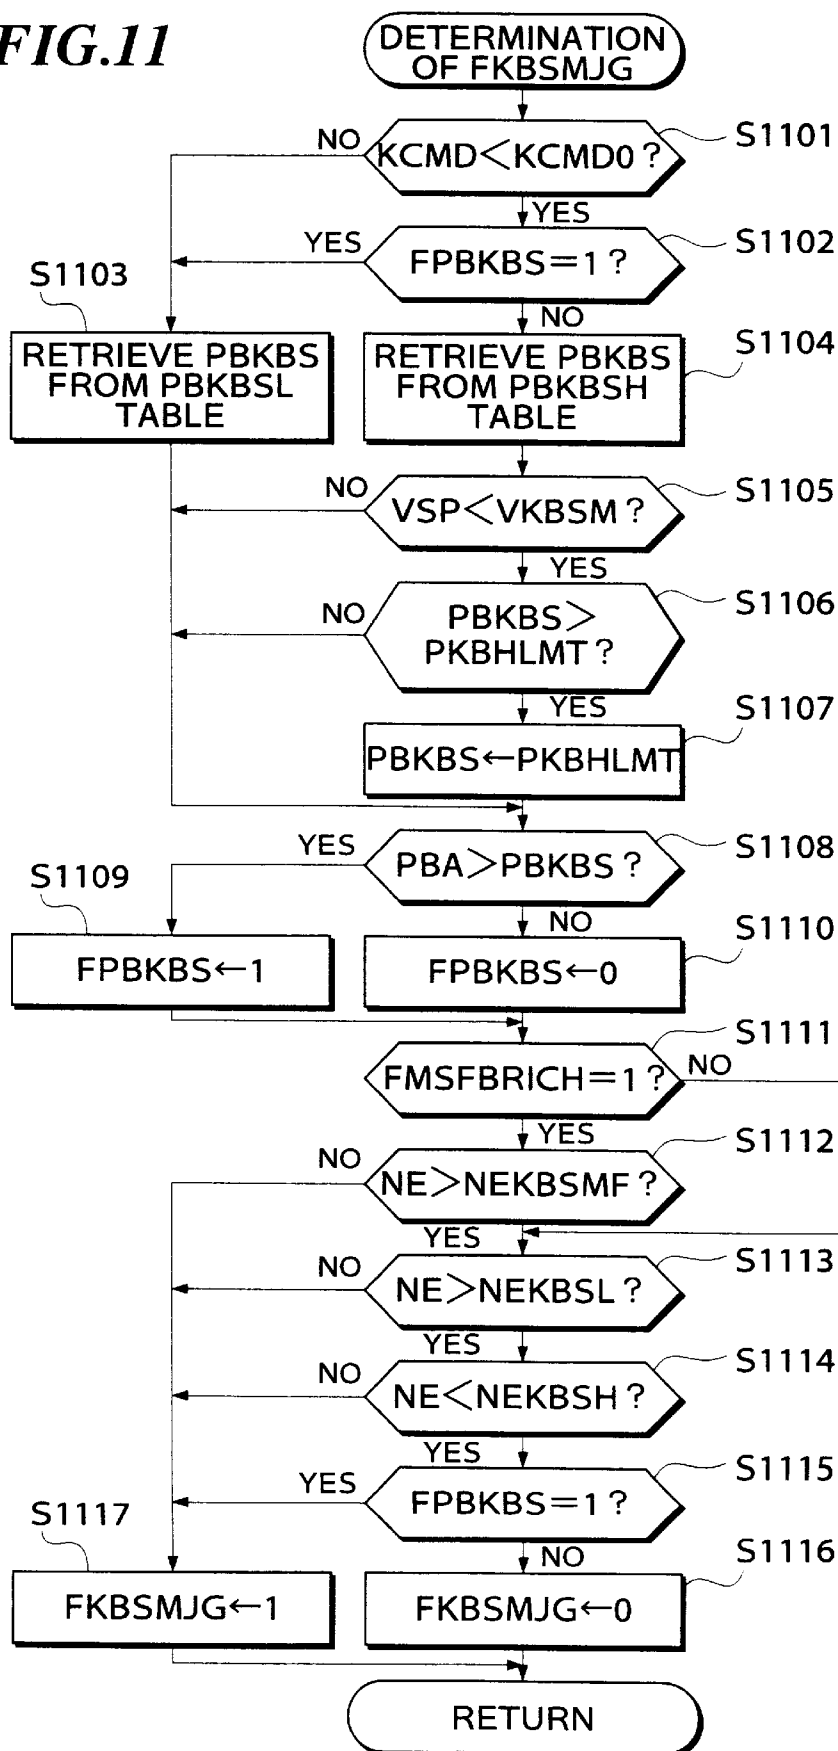 FIG.11
DETERMINATION
OF FKBSMJG
S1101
NO
KCMD<KCMD0?
YES
S1102
YES
FPBKBS=1?
NO
S1103
RETRIEVE PBKBS
FROM PBKBSL
TABLE
S1104
RETRIEVE PBKBS
FROM PBKBSH
TABLE
S1105
NO
VSP<VKBSM?
YES
S1106
NO
PBKBS>
PKBHLMT?
YES
S1107
PBKBS←PKBHLMT
S1108
YES
PBA>PBKBS?
NO
S1109
FPBKBS←1
S1110
FPBKBS←0
S1111
FMSFBRICH=1?
NO
YES
S1112
NO
NE>NEKBSMF?
YES
S1113
NO
NE>NEKBSL?
YES
S1114
NO
NE<NEKBSH?
YES
S1115
YES
FPBKBS=1?
NO
S1117
FKBSMJG←1
S1116
FKBSMJG←0
RETURN